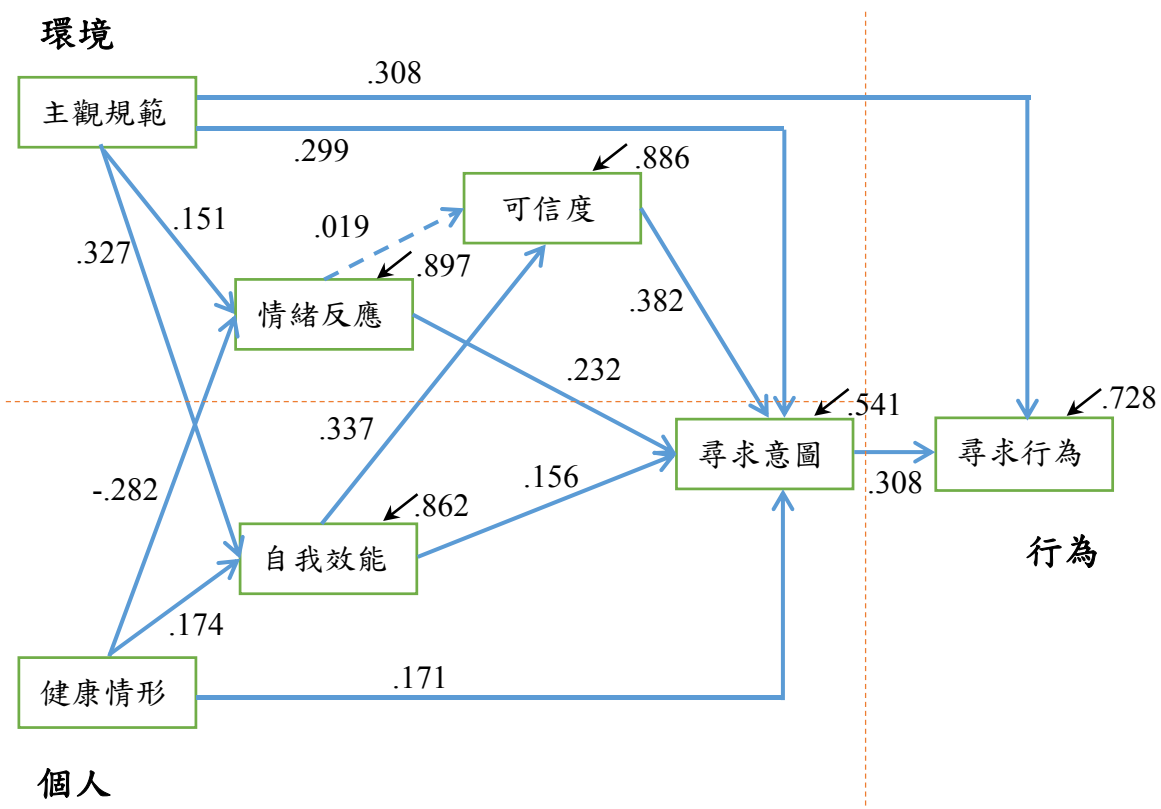 環境
主觀規範
.308
.299
.886
可信度
.151
.019
.327
.897
情緒反應
.382
.232
.541
.728
.337
尋求意圖
尋求行為
-.282
.156
.308
.862
自我效能
行為
.174
健康情形
.171
個人